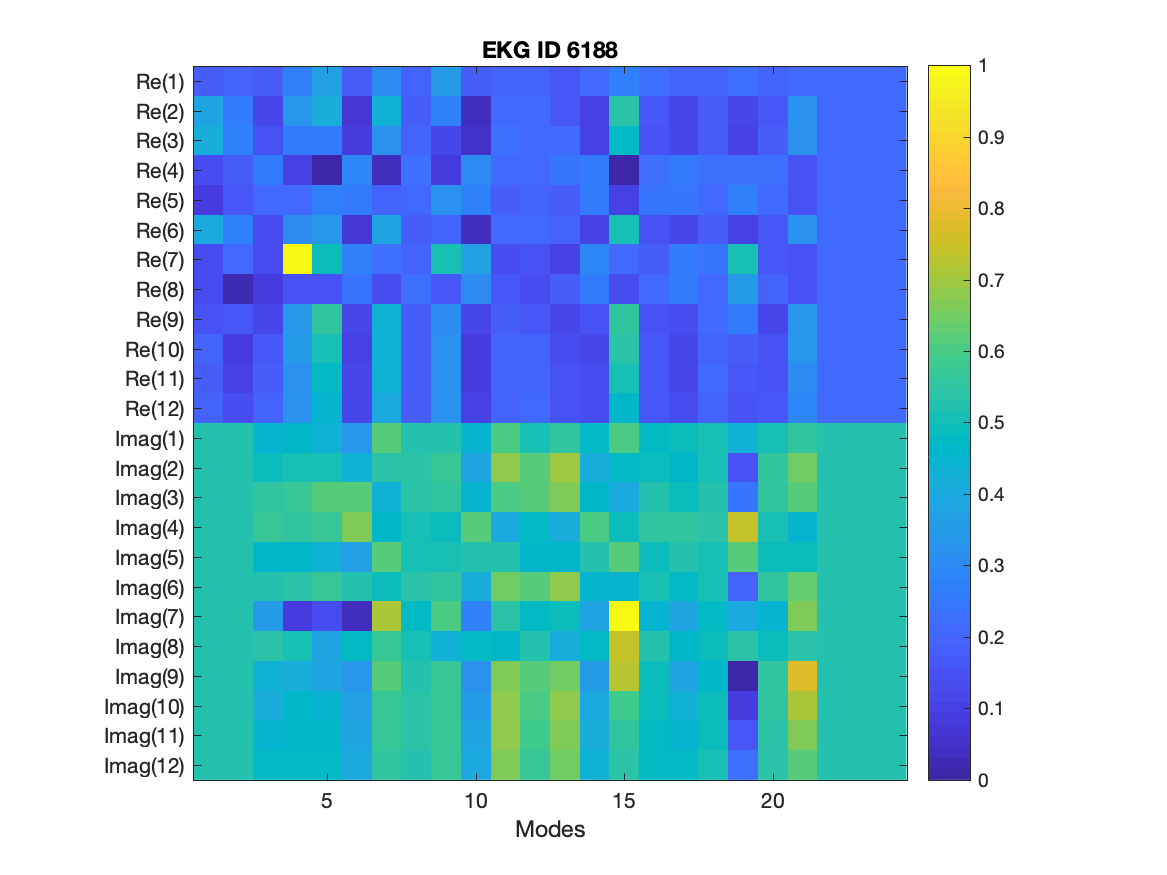 EKG ID 6188
Re(1)
Re(2)
Re(3)
Re(4)
Re(5)
Re(6)
Re(7)
Re(8)
Re(9)
Re(10)
Re(11)
Re(12)
Imag(1)
Imag(2)
Imag(3)
Imag(4)
Imag(5)
Imag(6)
Imag(7)
Imag(8)
Imag(9)
Imag(10)
Imag(11)
Imag(12)
5 10 15 20
Modes
1
0.9
0.8
0.7
0.6
0.5
0.4
0.3
0.2
0.1
0